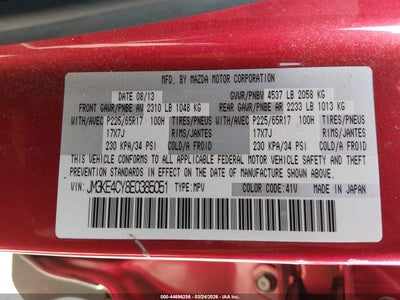 MFD. BY MAZDA MOTOR CORPORATION
DATE 08/13 GVWR/PNBV 4537 LB 2058 KG
FRONT GAWR/PNBE AV 2310 LB 1048 KG REAR GAWR/PNBE AR 2233 LB 1013 KG
WITH/AVEC P225/65R17 100H TIRES/PNEUS WITH/AVEC P225/65R17 100H TIRES/PNEUS
17X7J RIMS/JANTES 17X7J RIMS/JANTES
230 KPA/34 PSI COLD/A FROID 230 KPA/34 PSI COLD/A FROID
THIS VEHICLE CONFORMS TO ALL APPLICABLE FEDERAL MOTOR VEHICLE SAFETY, BUMPER, AND
THEFT PREVENTION STANDARDS IN EFFECT ON THE DATE OF MANUFACTURE SHOWN ABOVE.
VIN: JM3KE4CY8E0385051 TYPE: MPV COLOR CODE: 41V MADE IN JAPAN
000-44696256 - 03/24/2026 - IAA Inc. (IAA)